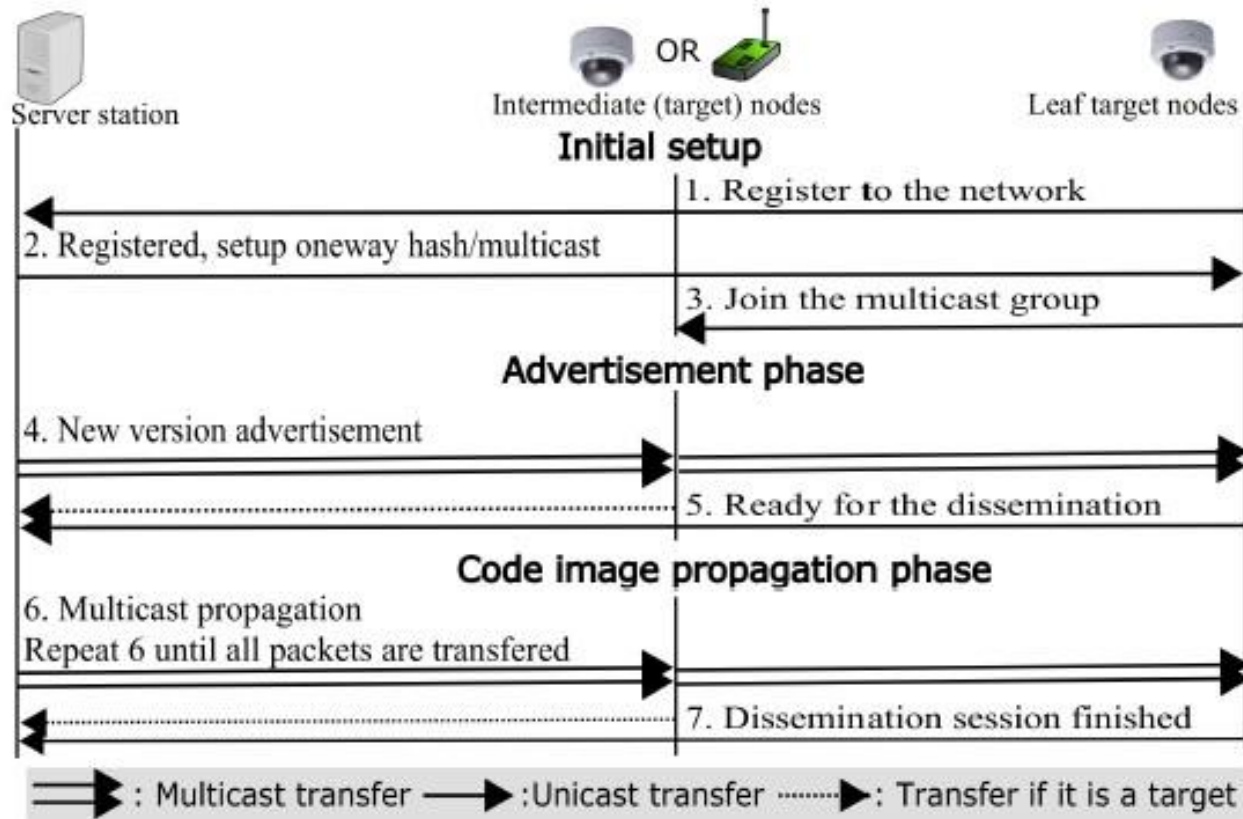 OR
Server station
Intermediate (target) nodes
Leaf target nodes
Initial setup
1. Register to the network
2. Registered, setup oneway hash/multicast
3. Join the multicast group
Advertisement phase
4. New version advertisement
5. Ready for the dissemination
Code image propagation phase
6. Multicast propagation
Repeat 6 until all packets are transfered
7. Dissemination session finished
: Multicast transfer :Unicast transfer : Transfer if it is a target